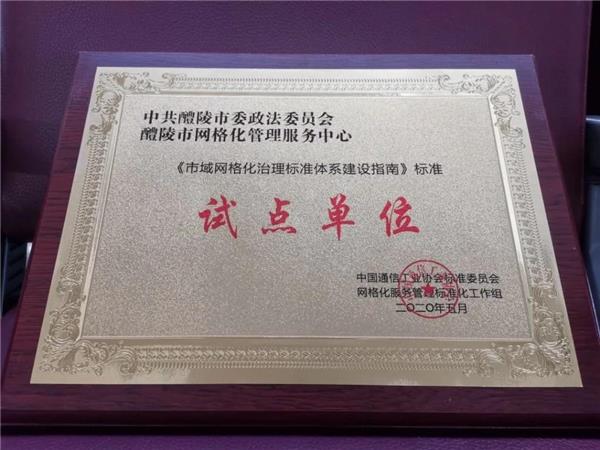 中共醴陵市委政法委员会
醴陵市网格化管理服务中心
《市域网格化治理标准体系建设指南》标准
试点单位
中国通信工业协会标准委员会
网格化服务管理标准化工作组
二〇二〇年五月